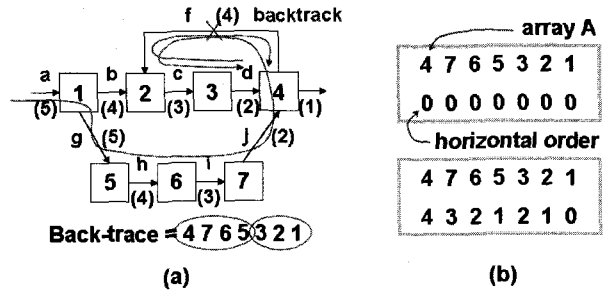 f (4) backtrack
a b c d
1 2 3 4
(5) (4) (3) (2) (1)
g (5) j (2)
h i
5 6 7
(4) (3)
Back-trace = 4 7 6 5 3 2 1
(a)
array A
4 7 6 5 3 2 1
0 0 0 0 0 0 0
horizontal order
4 7 6 5 3 2 1
4 3 2 1 2 1 0
(b)